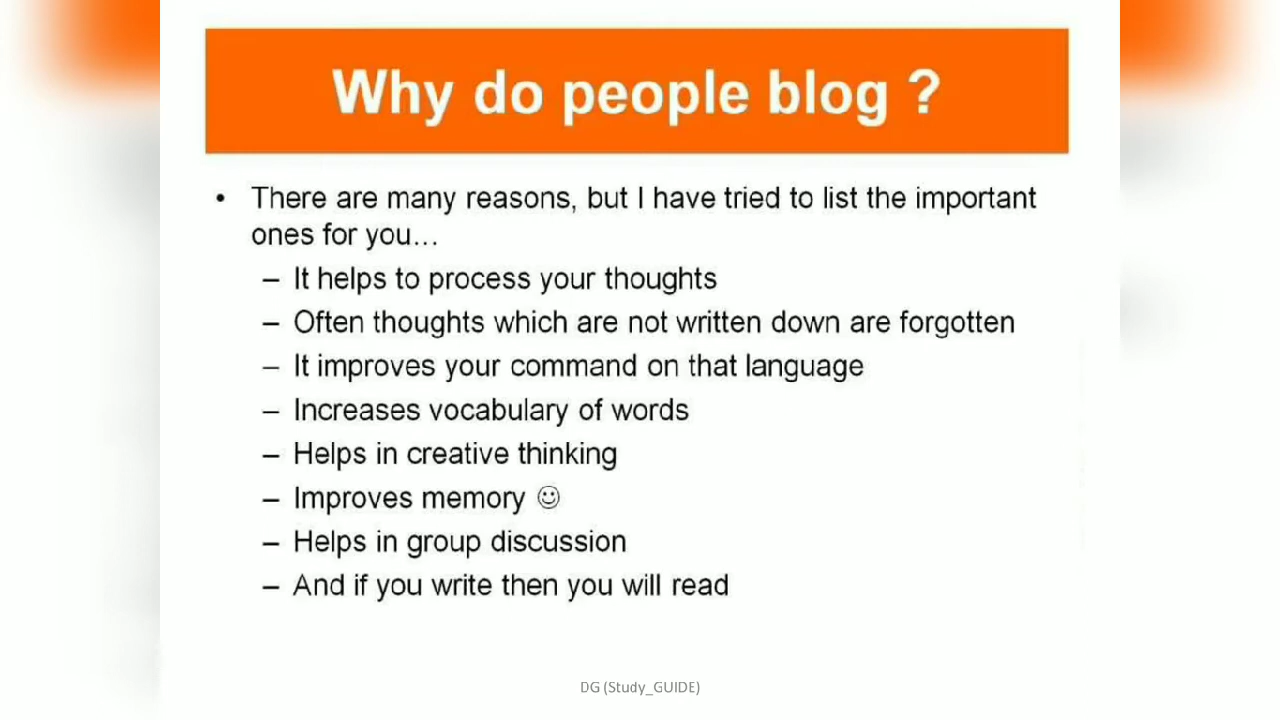 Why do people blog ?
• There are many reasons, but I have tried to list the important
ones for you...
– It helps to process your thoughts
– Often thoughts which are not written down are forgotten
– It improves your command on that language
– Increases vocabulary of words
– Helps in creative thinking
– Improves memory ☺
– Helps in group discussion
– And if you write then you will read
DG (Study_GUIDE)